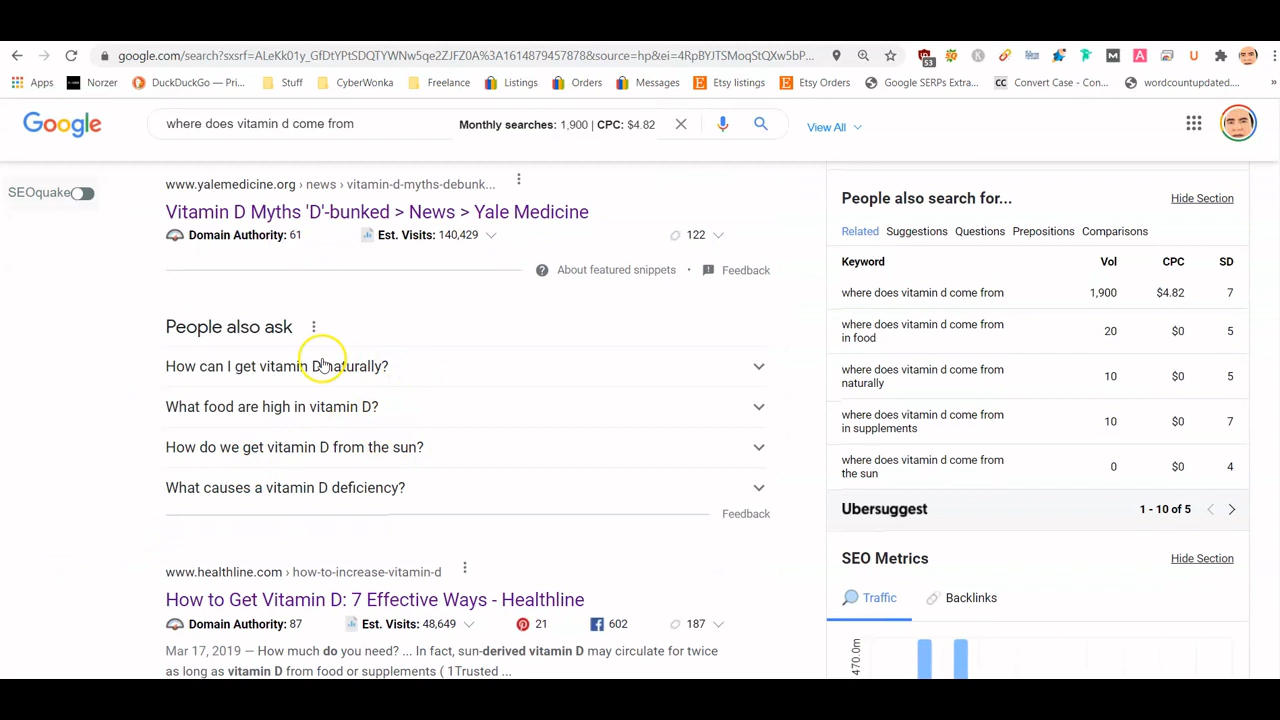 google.com/search?sxsrf=ALeKk01y_GfDtYPtSDQTYWNw5qe2ZJFZ0A%3A1614879457878&source=hp&ei=4RpBYJTSMoqStQXw5bP...
53
Apps Norzer DuckDuckGo — Pri... Stuff CyberWonka Freelance Listings Orders Messages Etsy listings Etsy Orders Google SERPs Extra... CC Convert Case - Con... wordcountupdated.... »
Google where does vitamin d come from Monthly searches: 1,900 | CPC: $4.82 View All
SEOquake
www.yalemedicine.org › news › vitamin-d-myths-debunk...
Vitamin D Myths 'D'-bunked > News > Yale Medicine
Domain Authority: 61 Est. Visits: 140,429 122
About featured snippets • Feedback
People also ask
How can I get vitamin D naturally?
What food are high in vitamin D?
How do we get vitamin D from the sun?
What causes a vitamin D deficiency?
Feedback
www.healthline.com › how-to-increase-vitamin-d
How to Get Vitamin D: 7 Effective Ways - Healthline
Domain Authority: 87 Est. Visits: 48,649 21 602 187
Mar 17, 2019 — How much do you need? ... In fact, sun-derived vitamin D may circulate for twice
as long as vitamin D from food or supplements ( 1Trusted ...
People also search for... Hide Section
Related Suggestions Questions Prepositions Comparisons
Keyword Vol CPC SD
where does vitamin d come from 1,900 $4.82 7
where does vitamin d come from
in food 20 $0 5
where does vitamin d come from
naturally 10 $0 5
where does vitamin d come from
in supplements 10 $0 7
where does vitamin d come from
the sun 0 $0 4
Ubersuggest 1 - 10 of 5
SEO Metrics Hide Section
Traffic Backlinks
470.0m